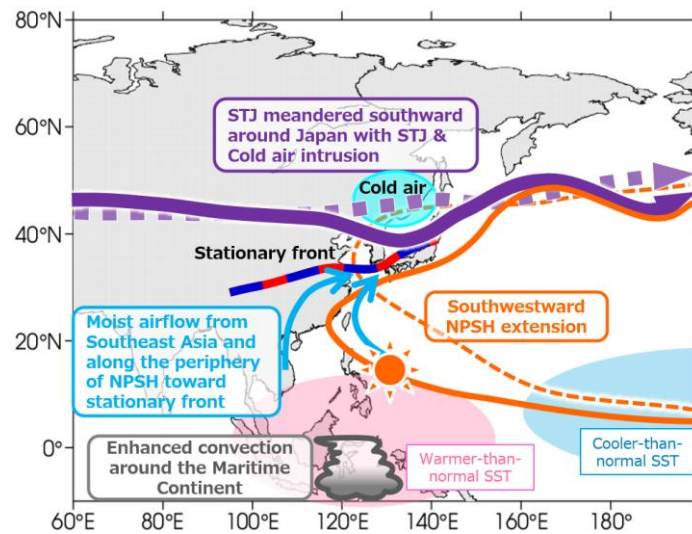 80°N
60°N
40°N
20°N
0°
60°E
80°E
100°E
120°E
140°E
160°E
180°
STJ meandered southward
around Japan with STJ &
Cold air intrusion
Cold air
Stationary front
Moist airflow from
Southeast Asia and
along the periphery
of NPSH toward
stationary front
Southwestward
NPSH extension
Enhanced convection
around the Maritime
Continent
Warmer-than-
normal SST
Cooler-than-
normal SST